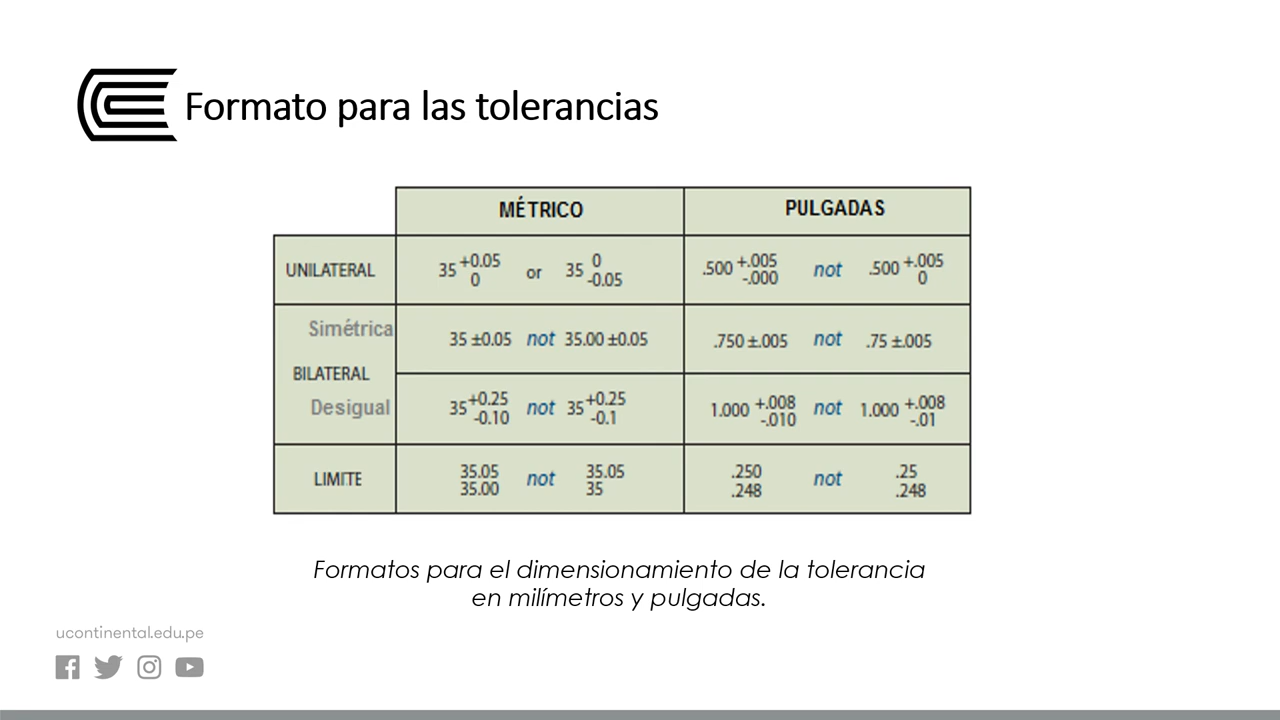 Formato para las tolerancias
MÉTRICO PULGADAS
UNILATERAL 35 +0.05 0 or 35 0 -0.05 .500 +.005 -.000 not .500 +.005 0
Simétrica 35 ±0.05 not 35.00 ±0.05 .750 ±.005 not .75 ±.005
BILATERAL
Desigual 35 +0.25 -0.10 not 35 +0.25 -0.1 1.000 +.008 -.010 not 1.000 +.008 -.01
LIMITE 35.05 35.00 not 35.05 35 .250 .248 not .25 .248
Formatos para el dimensionamiento de la tolerancia
en milímetros y pulgadas.
ucontinental.edu.pe